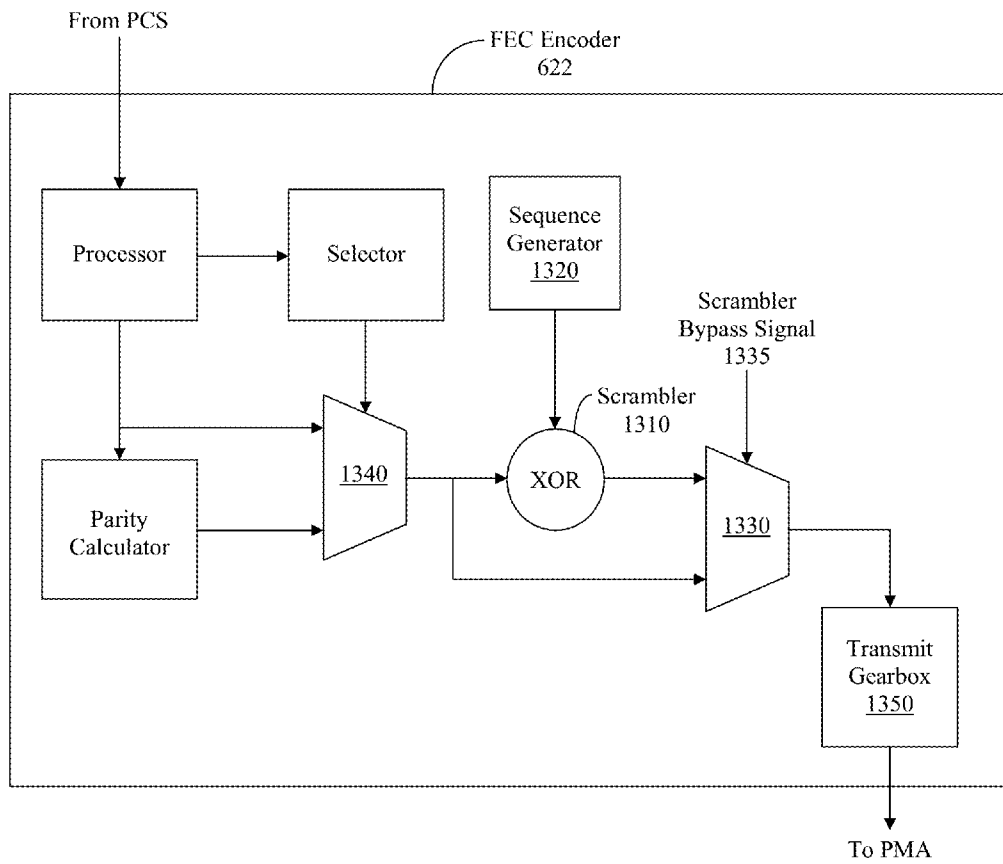 From PCS
FEC Encoder
622
Processor
Selector
Sequence
Generator
1320
Scrambler
Bypass Signal
1335
Scrambler
1310
1340
XOR
Parity
Calculator
1330
Transmit
Gearbox
1350
To PMA